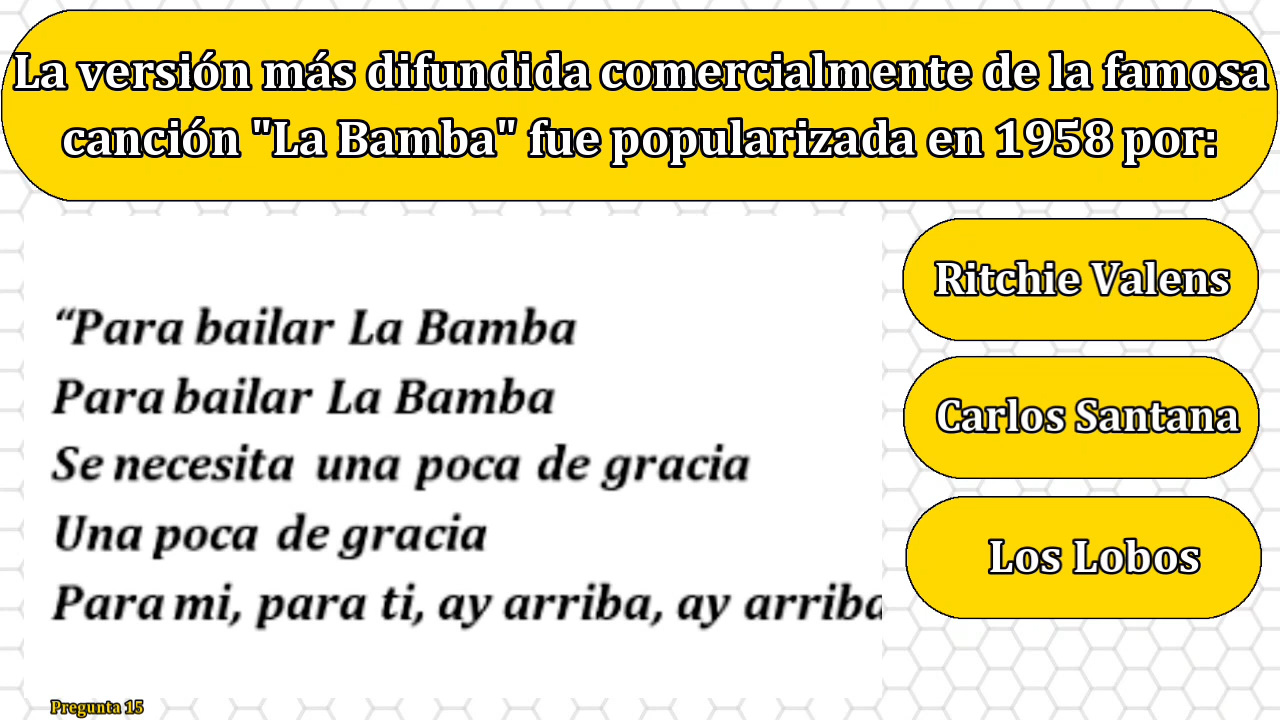 La versión más difundida comercialmente de la famosa
canción "La Bamba" fue popularizada en 1958 por:
“Para bailar La Bamba
Para bailar La Bamba
Se necesita una poca de gracia
Una poca de gracia
Para mi, para ti, ay arriba, ay arriba
Ritchie Valens
Carlos Santana
Los Lobos
Pregunta 15